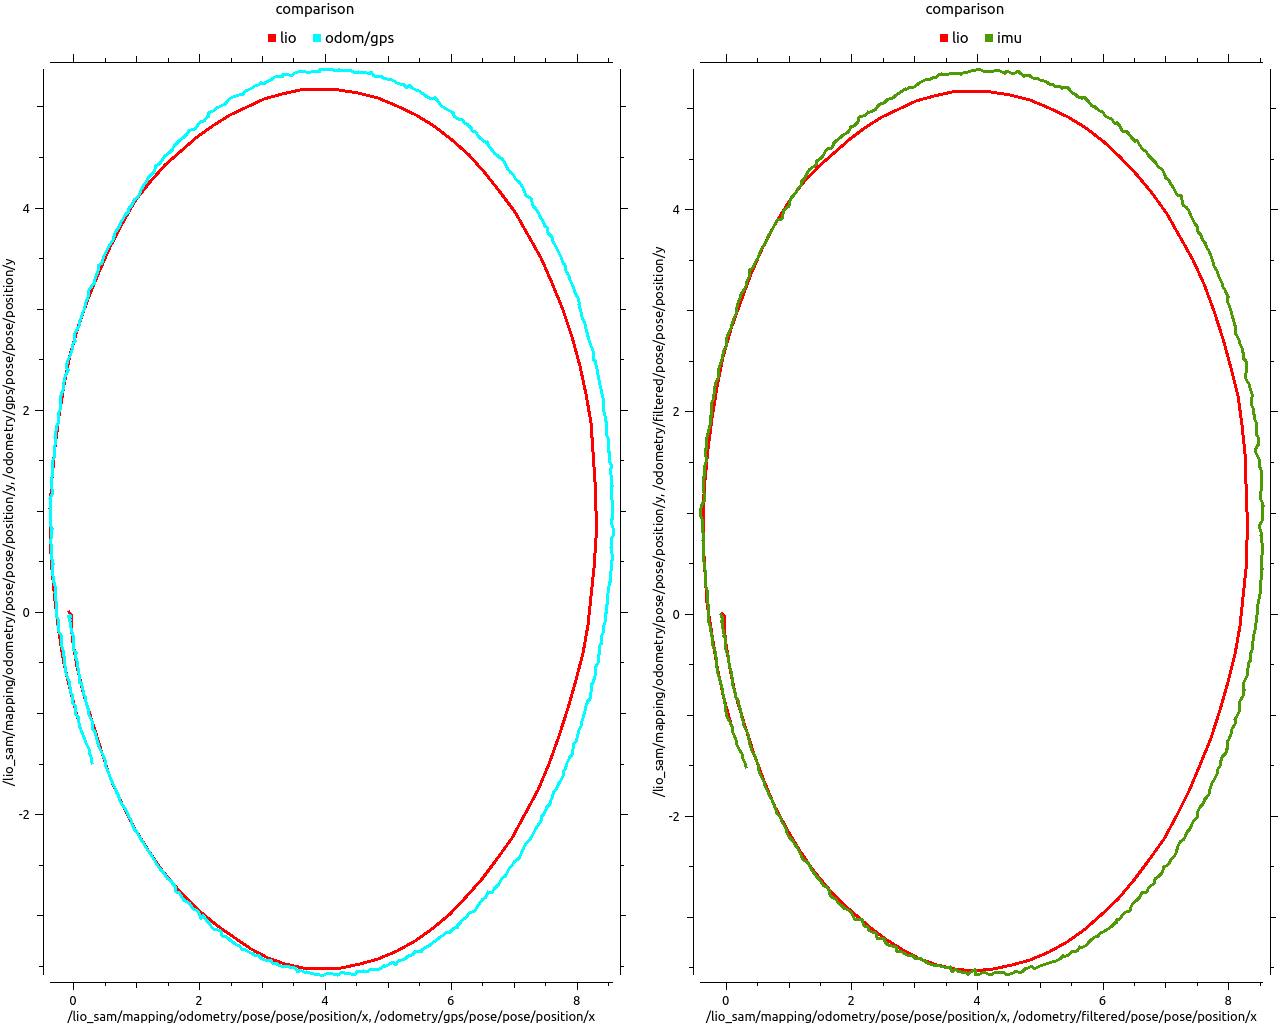 comparison
lio odom/gps
4
2
0
-2
0 2 4 6 8
/lio_sam/mapping/odometry/pose/pose/position/y, /odometry/gps/pose/pose/position/y
/lio_sam/mapping/odometry/pose/pose/position/x, /odometry/gps/pose/pose/position/x
comparison
lio imu
4
2
0
-2
0 2 4 6 8
/lio_sam/mapping/odometry/pose/pose/position/y, /odometry/filtered/pose/pose/position/y
/lio_sam/mapping/odometry/pose/pose/position/x, /odometry/filtered/pose/pose/position/x